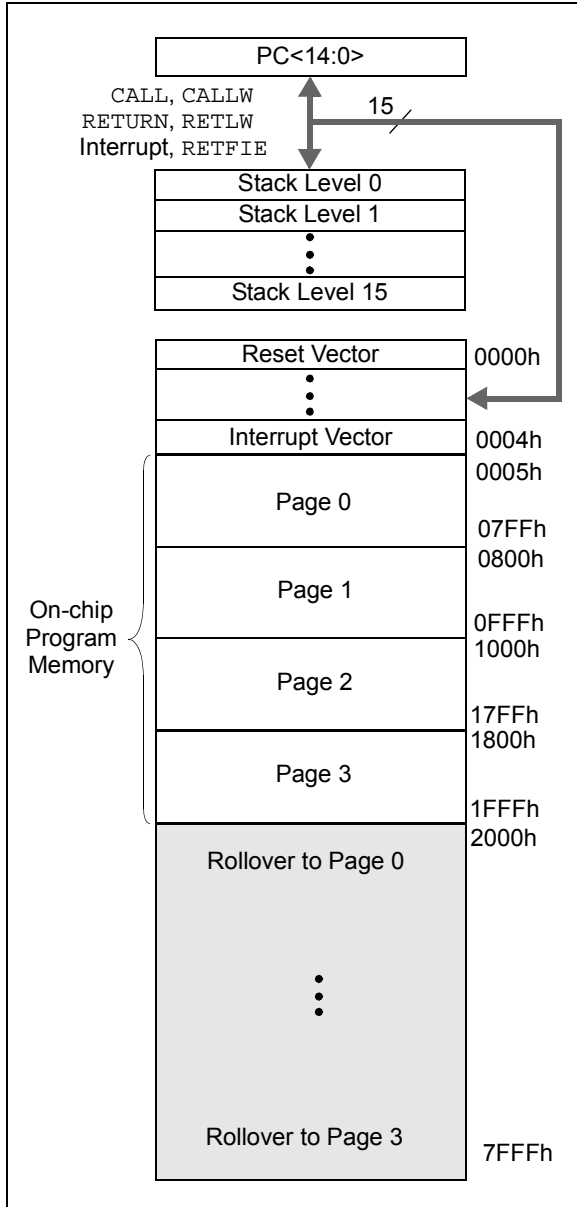 PC<14:0>
CALL, CALLW
RETURN, RETLW
Interrupt, RETFIE
15
Stack Level 0
Stack Level 1
Stack Level 15
Reset Vector
0000h
Interrupt Vector
0004h
0005h
Page 0
07FFh
0800h
Page 1
0FFFh
On-chip
Program
Memory
1000h
Page 2
17FFh
1800h
Page 3
1FFFh
2000h
Rollover to Page 0
Rollover to Page 3
7FFFh